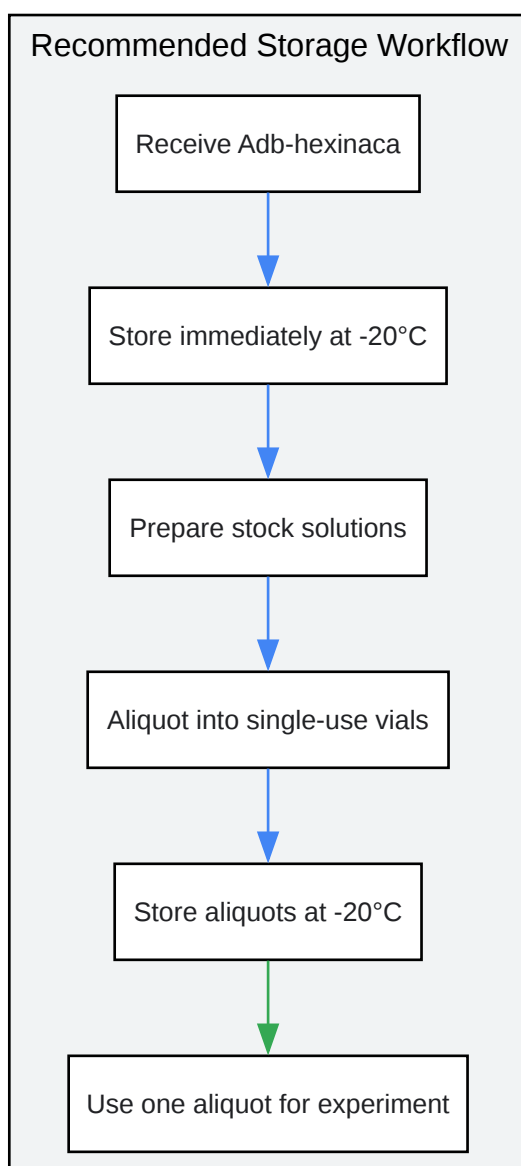 Recommended Storage Workflow
Receive Adb-hexinaca
Store immediately at -20°C
Prepare stock solutions
Aliquot into single-use vials
Store aliquots at -20°C
Use one aliquot for experiment